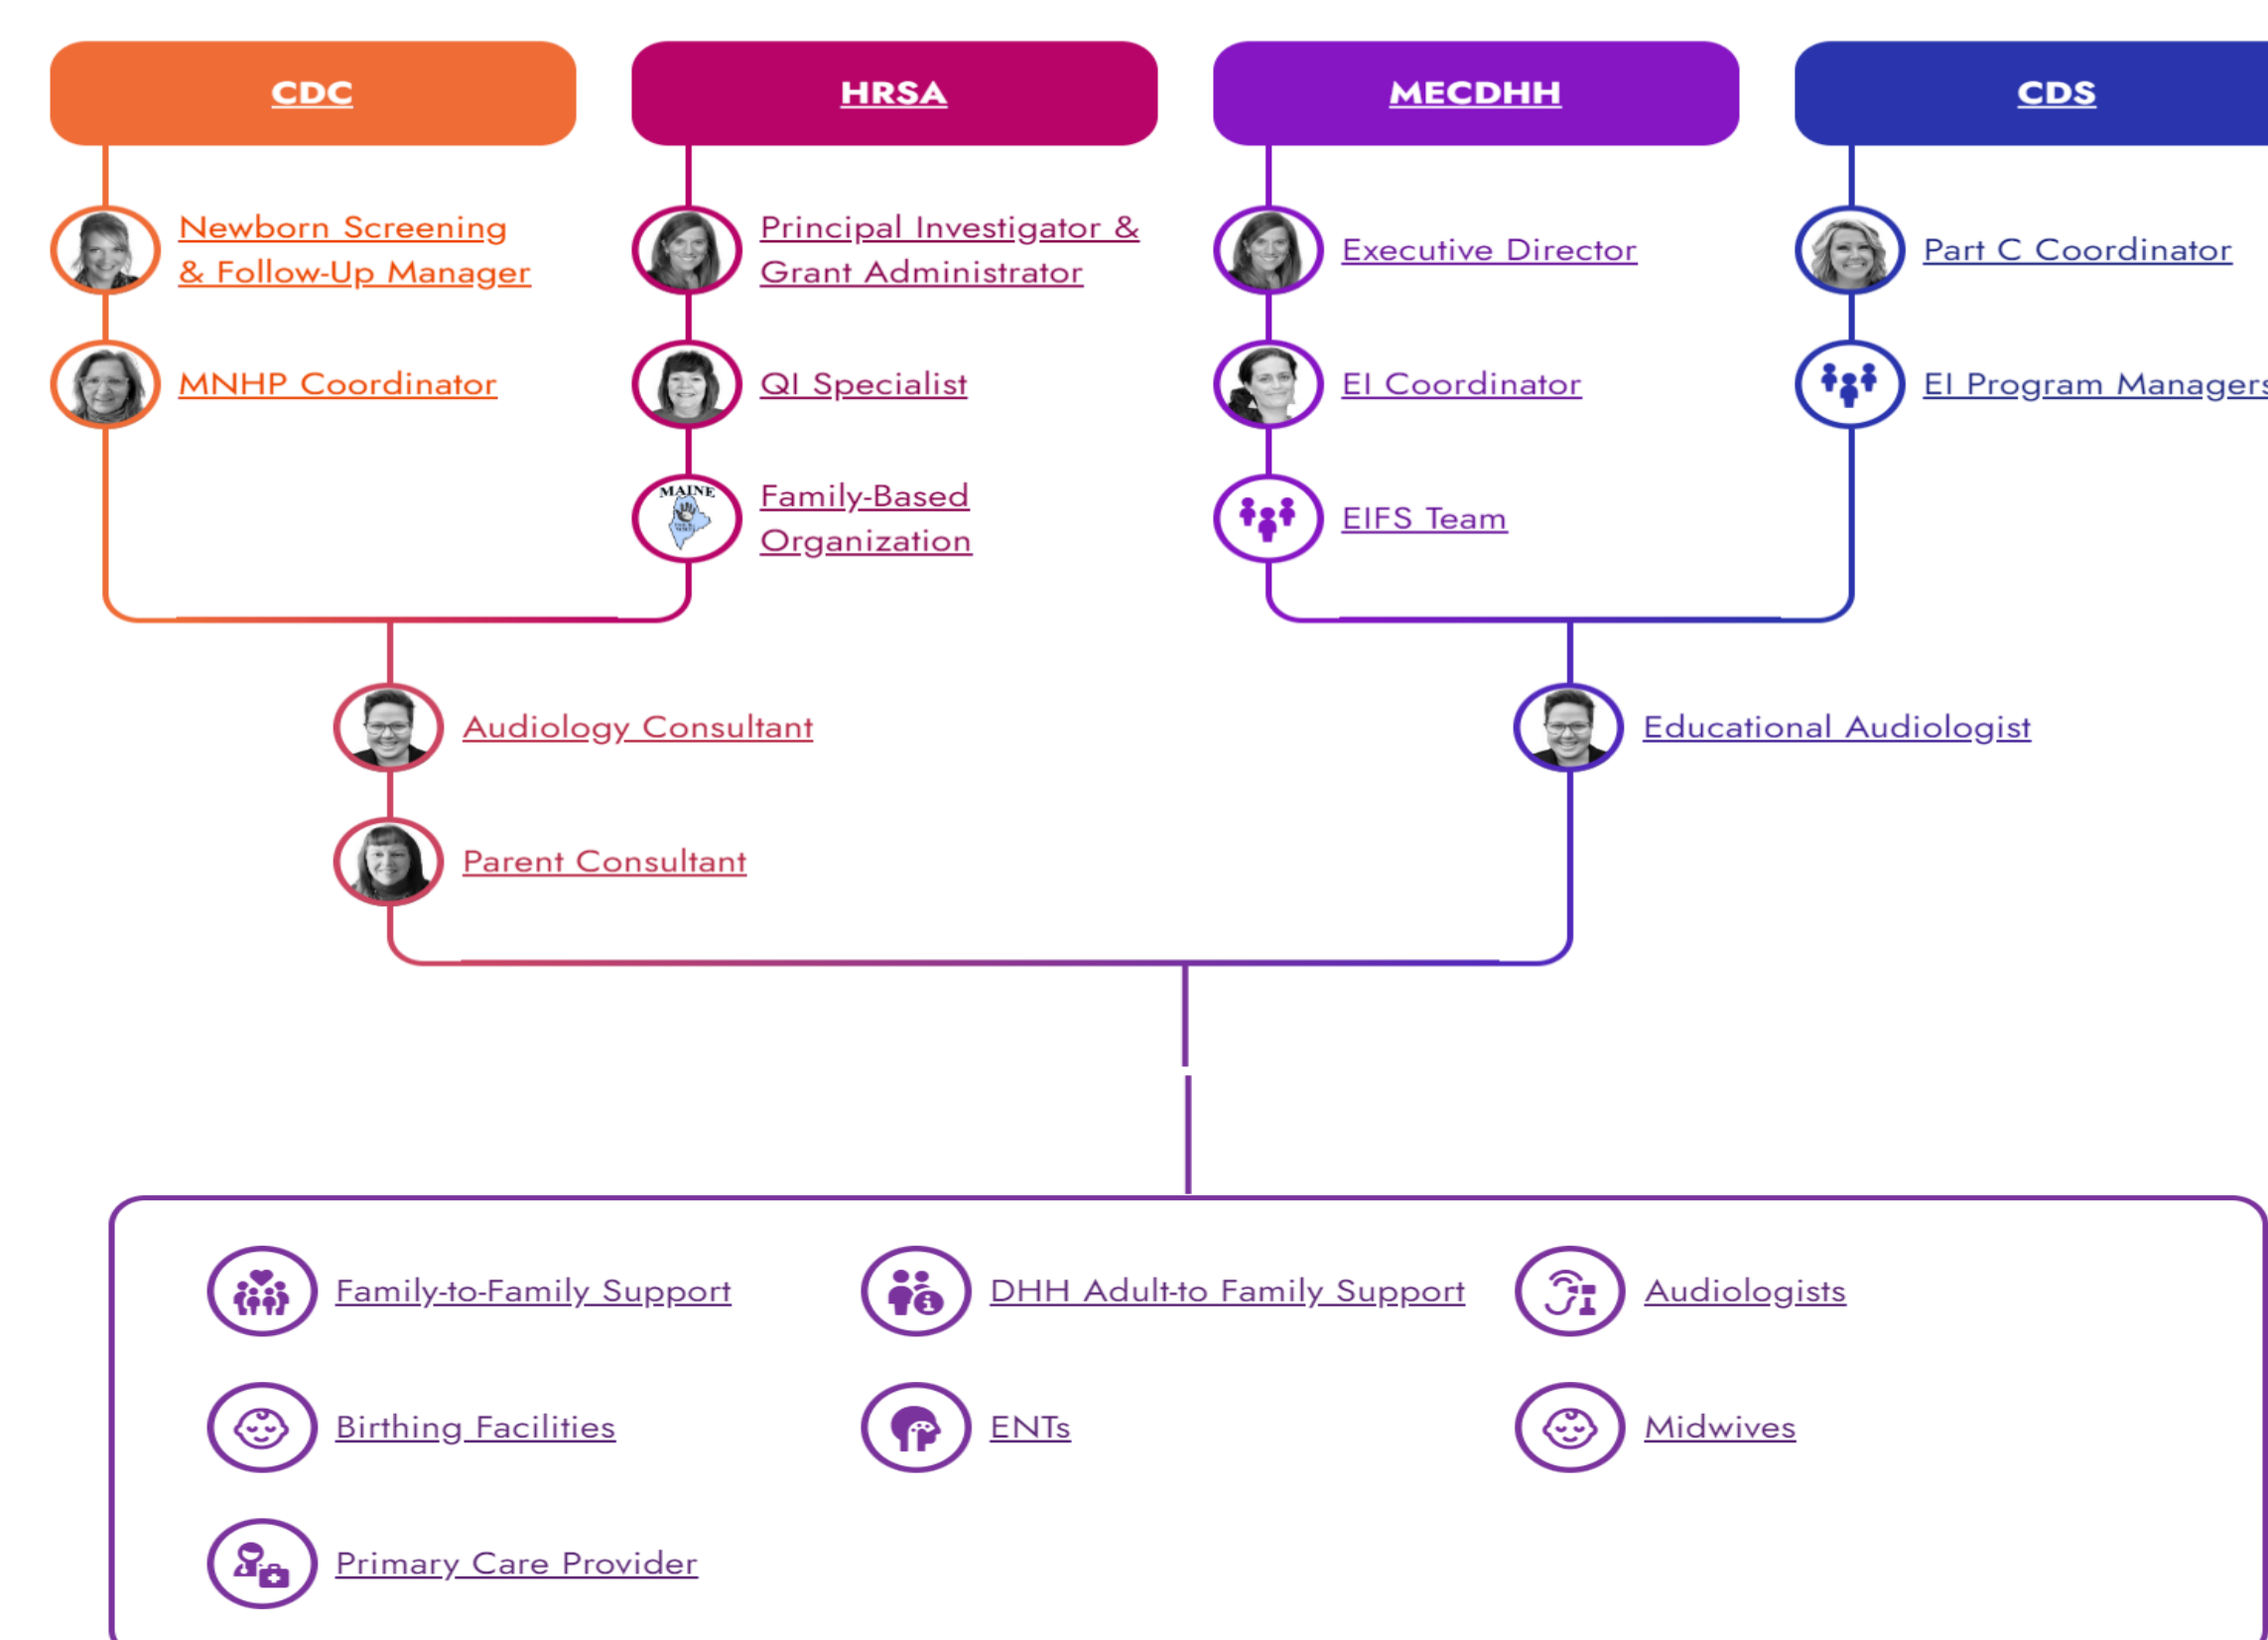 CDC
HRSA
MECDHH
CDS
Newborn Screening
& Follow-Up Manager
Principal Investigator &
Grant Administrator
Executive Director
Part C Coordinator
MNHP Coordinator
QI Specialist
EI Coordinator
EI Program Managers
MAINE
Family-Based
Organization
EIFS Team
Audiology Consultant
Educational Audiologist
Parent Consultant
Family-to-Family Support
DHH Adult-to Family Support
Audiologists
Birthing Facilities
ENTs
Midwives
Primary Care Provider